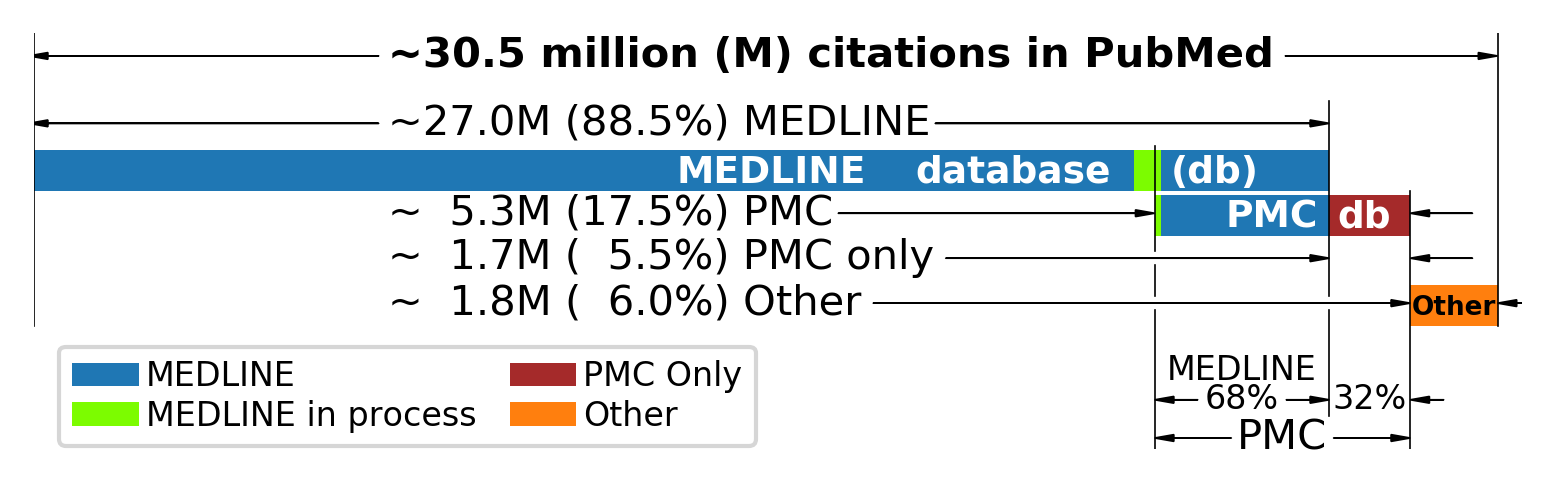 ~30.5 million (M) citations in PubMed
~27.0M (88.5%) MEDLINE
MEDLINE database (db)
~ 5.3M (17.5%) PMC
PMC db
~ 1.7M ( 5.5%) PMC only
~ 1.8M ( 6.0%) Other
Other
MEDLINE
PMC Only
MEDLINE in process
Other
MEDLINE
68%
32%
PMC